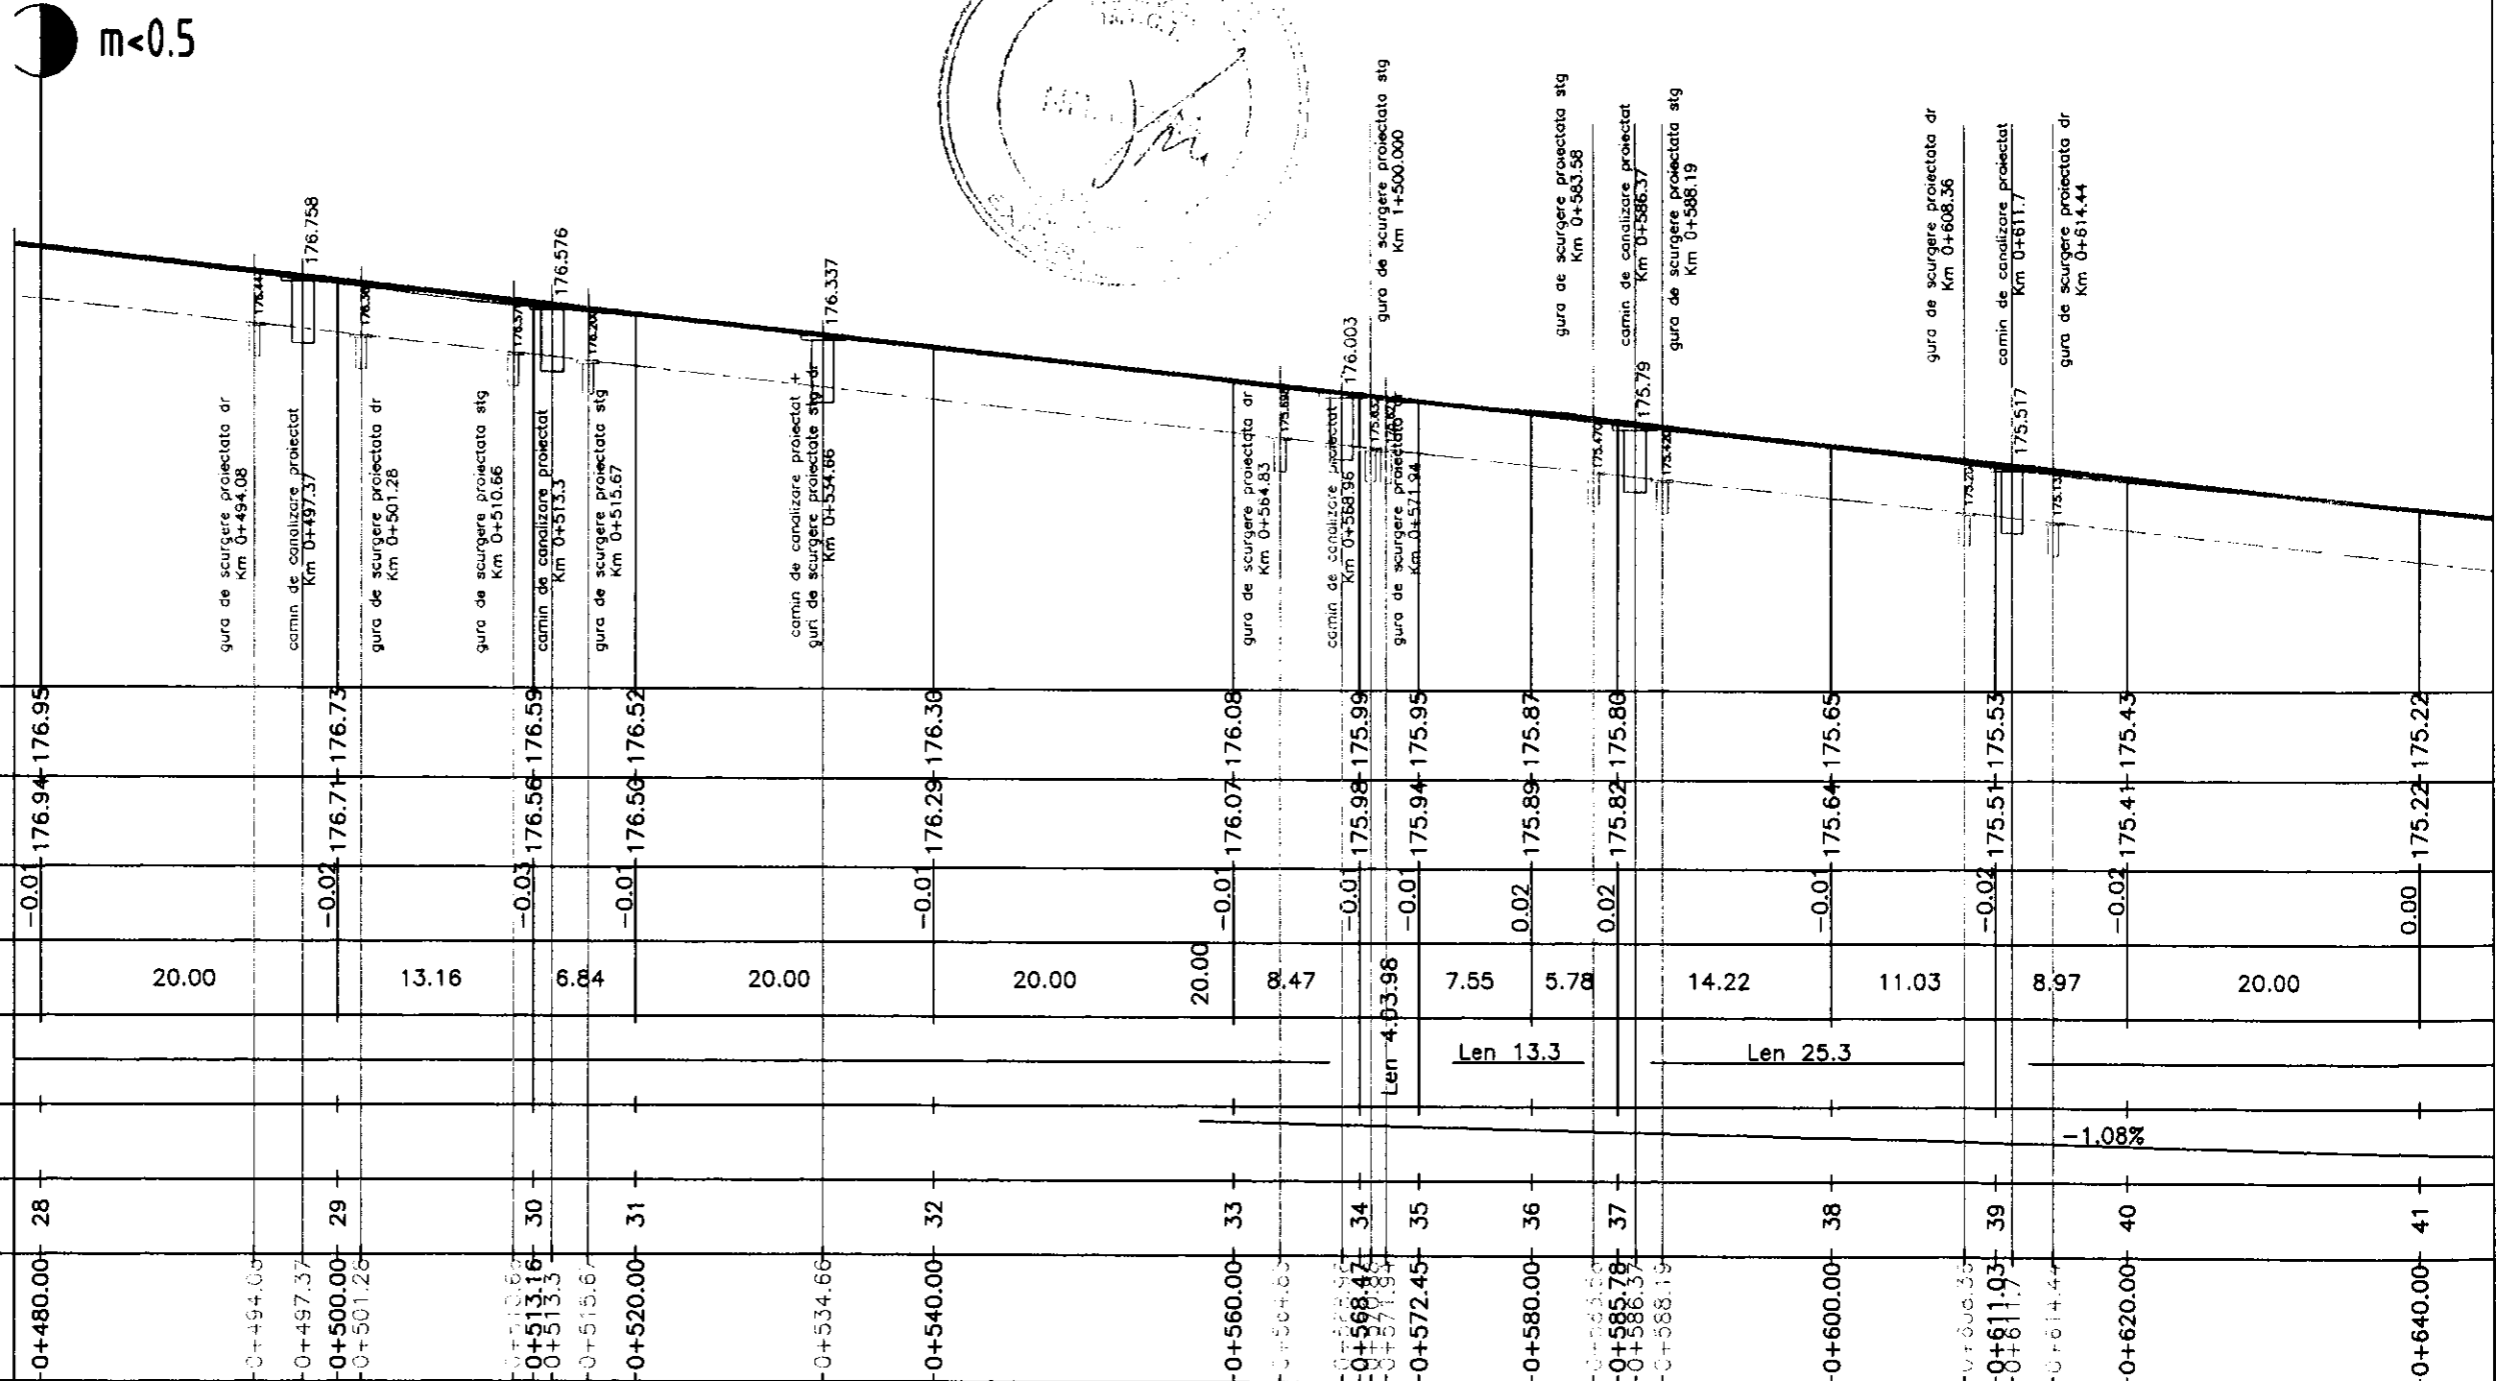 m<0.5
176.758
176.576
176.337
176.003
175.79
175.517
gura de scurgere proiectata dr
Km 0+494.08
camin de canalizare proiectat
Km 0+497.37
gura de scurgere proiectata dr
Km 0+501.28
gura de scurgere proiectata stg
Km 0+510.66
camin de canalizare proiectat
Km 0+513.3
gura de scurgere proiectata stg
Km 0+515.67
camin de canalizare proiectat +
guri de scurgere proiectate stg+dr
Km 0+534.66
gura de scurgere proiectata dr
Km 0+564.83
camin de canalizare proiectat
Km 0+568.96
gura de scurgere proiectata stg
Km 1+500.000
gura de scurgere proiectata dr
Km 0+571.94
gura de scurgere proiectata stg
Km 0+583.58
camin de canalizare proiectat
Km 0+586.37
gura de scurgere proiectata stg
Km 0+588.19
gura de scurgere proiectata dr
Km 0+608.36
camin de canalizare proiectat
Km 0+611.7
gura de scurgere proiectata dr
Km 0+614.44
176.95 176.73 176.59 176.52 176.30 176.08 175.99 175.95 175.87 175.80 175.65 175.53 175.43 175.22
176.94 176.71 176.56 176.50 176.29 176.07 175.98 175.94 175.89 175.82 175.64 175.51 175.41 175.22
-0.01 -0.02 -0.03 -0.01 -0.01 -0.01 -0.01 -0.01 0.02 0.02 -0.01 -0.02 -0.02 0.00
20.00 13.16 6.84 20.00 20.00 20.00 8.47 3.98 7.55 5.78 14.22 11.03 8.97 20.00
Len 4.0 Len 13.3 Len 25.3
-1.08%
28 29 30 31 32 33 34 35 36 37 38 39 40 41
0+480.00 0+494.08 0+497.37 0+500.00 0+501.28 0+513.16 0+513.3 0+515.67 0+520.00 0+534.66 0+540.00 0+560.00 0+568.47 0+571.94 0+572.45 0+580.00 0+585.78 0+586.37 0+588.19 0+600.00 0+611.03 0+611.7 0+614.44 0+620.00 0+640.00